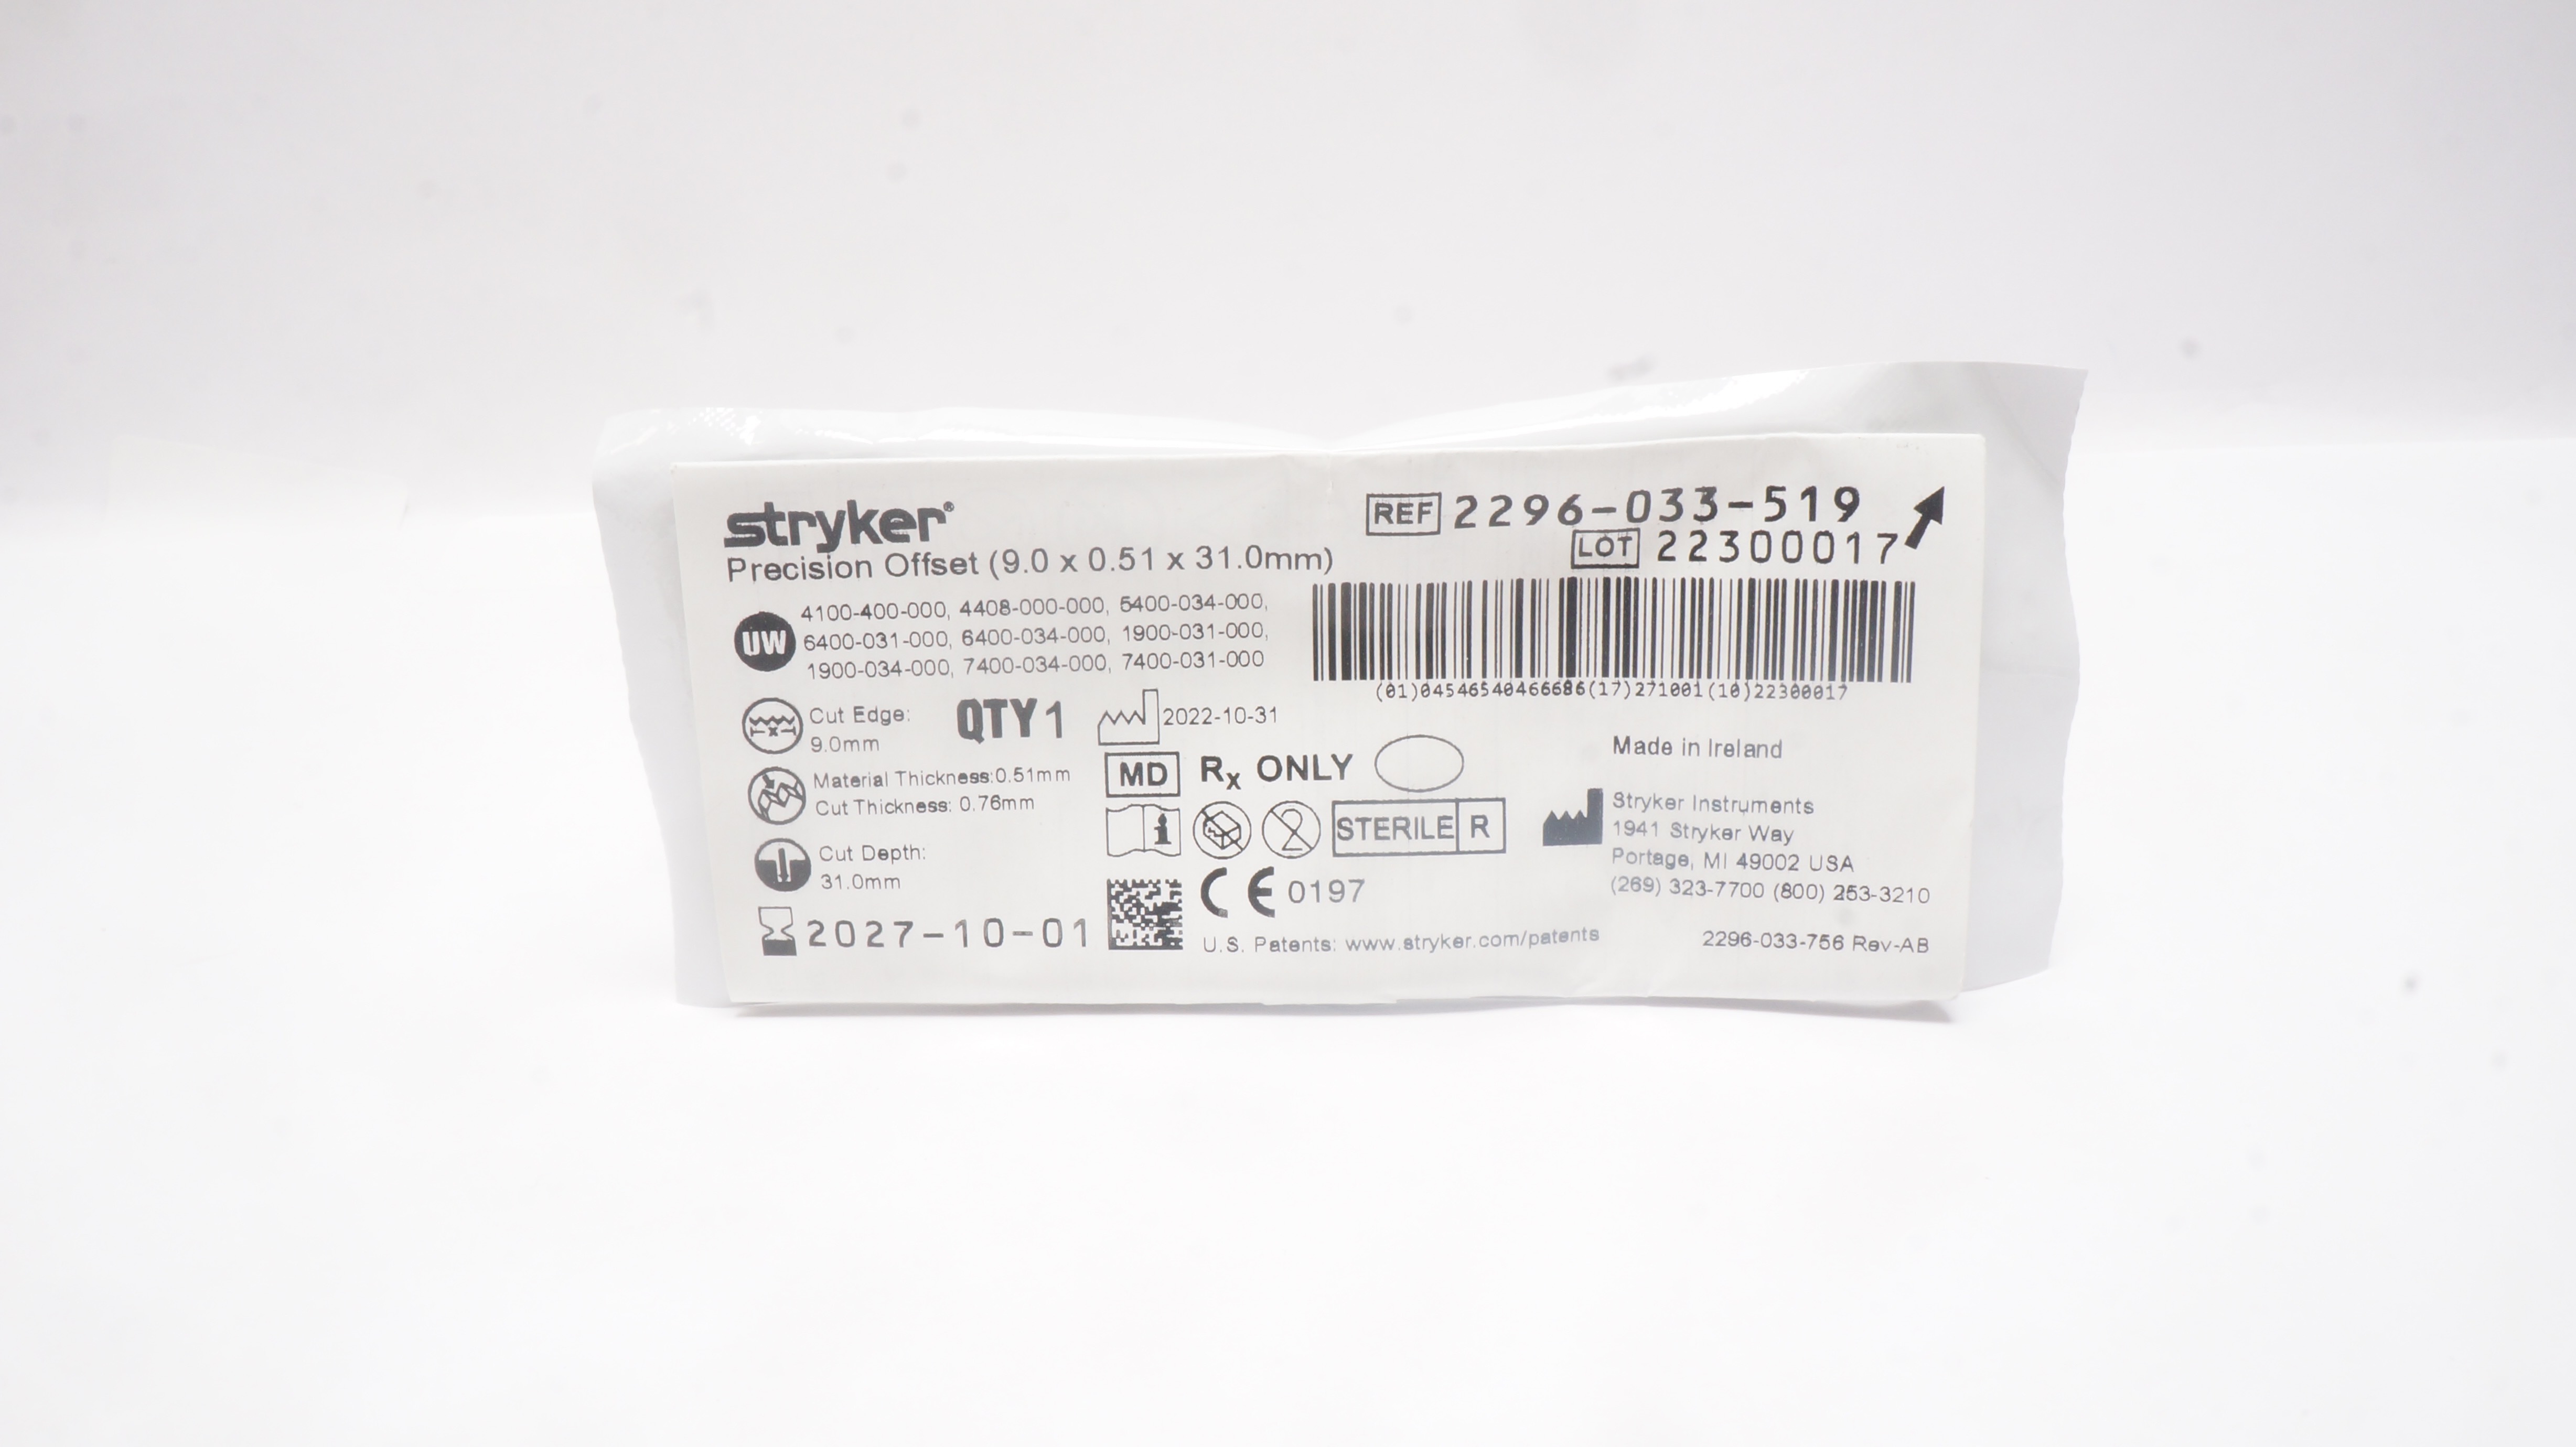 stryker®
Precision Offset (9.0 x 0.51 x 31.0mm)
REF 2296-033-519
LOT 22300017
UW
4100-400-000, 4408-000-000, 5400-034-000,
6400-031-000, 6400-034-000, 1900-031-000,
1900-034-000, 7400-034-000, 7400-031-000
(01)04546540466686(17)271001(10)22300017
Cut Edge:
9.0mm
QTY 1
2022-10-31
Material Thickness:0.51mm
Cut Thickness: 0.76mm
MD
Rx ONLY
Made in Ireland
Cut Depth:
31.0mm
i
2
STERILE R
Stryker Instruments
1941 Stryker Way
Portage, MI 49002 USA
(269) 323-7700 (800) 253-3210
2027-10-01
CE 0197
U.S. Patents: www.stryker.com/patents
2296-033-756 Rev-AB